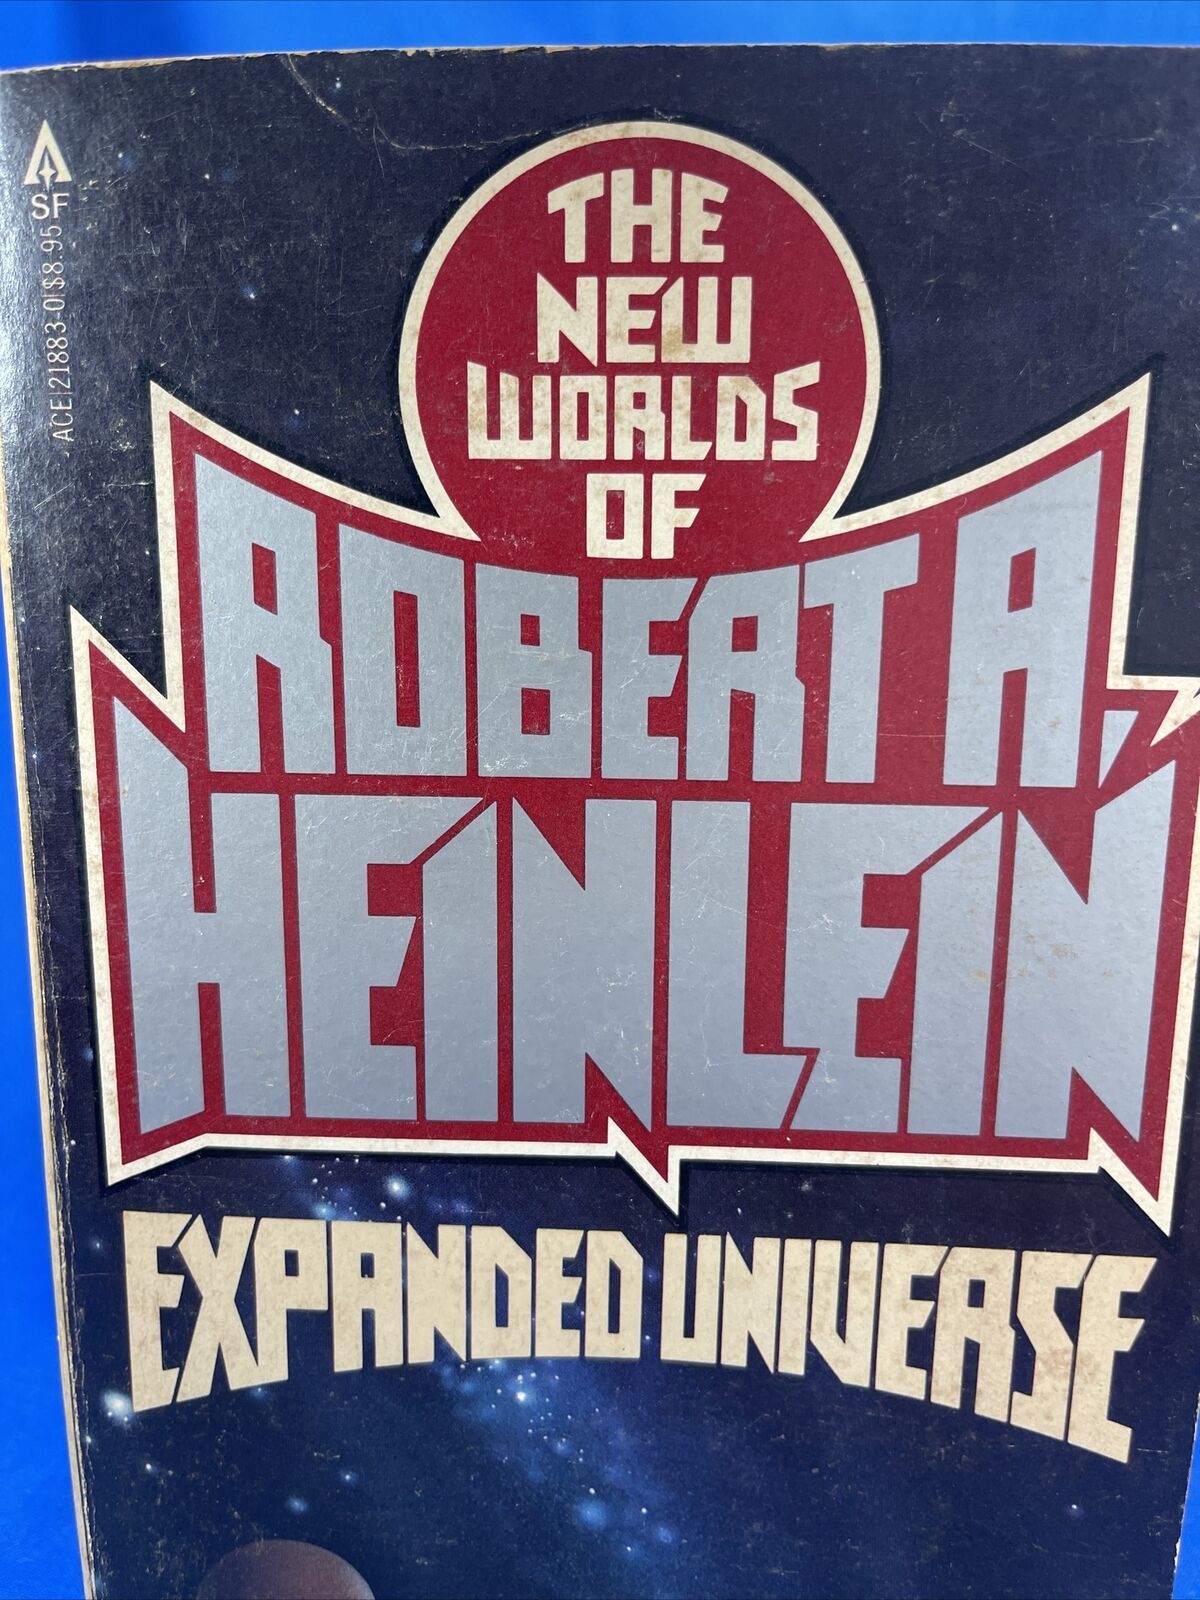 SF
ACE|21883-0|$8.95
THE
NEW
WORLDS
OF
ROBERT A.
HEINLEIN
EXPANDED UNIVERSE